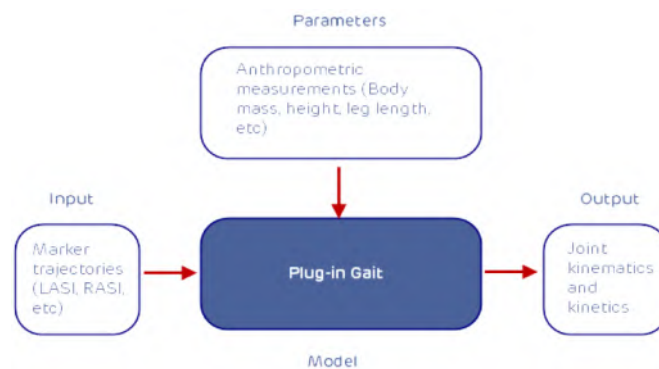 Parameters
Anthropometric
measurements (Body
mass, height, leg length,
etc)
Input
Output
Marker
trajectories
(LASI, RASI,
etc)
Plug-in Gait
Joint
kinematics
and
kinetics
Model